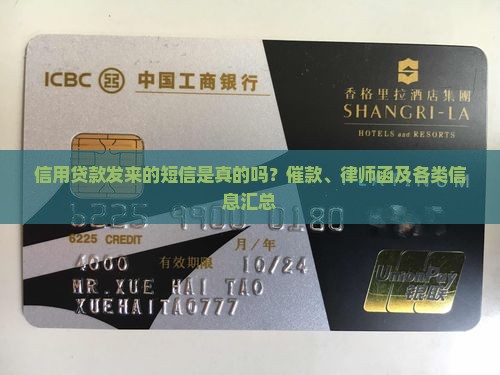 ICBC 中国工商银行
香格里拉酒店集團
SHANGRI-LA
HOTELS and RESORTS
信用贷款发来的短信是真的吗？催款、律师函及各类信
息汇总
6225 CREDIT
月/年
4000 有效期限 10/24
MR.XUE HAI TAO
XUEHAITAO777
UnionPay
银联